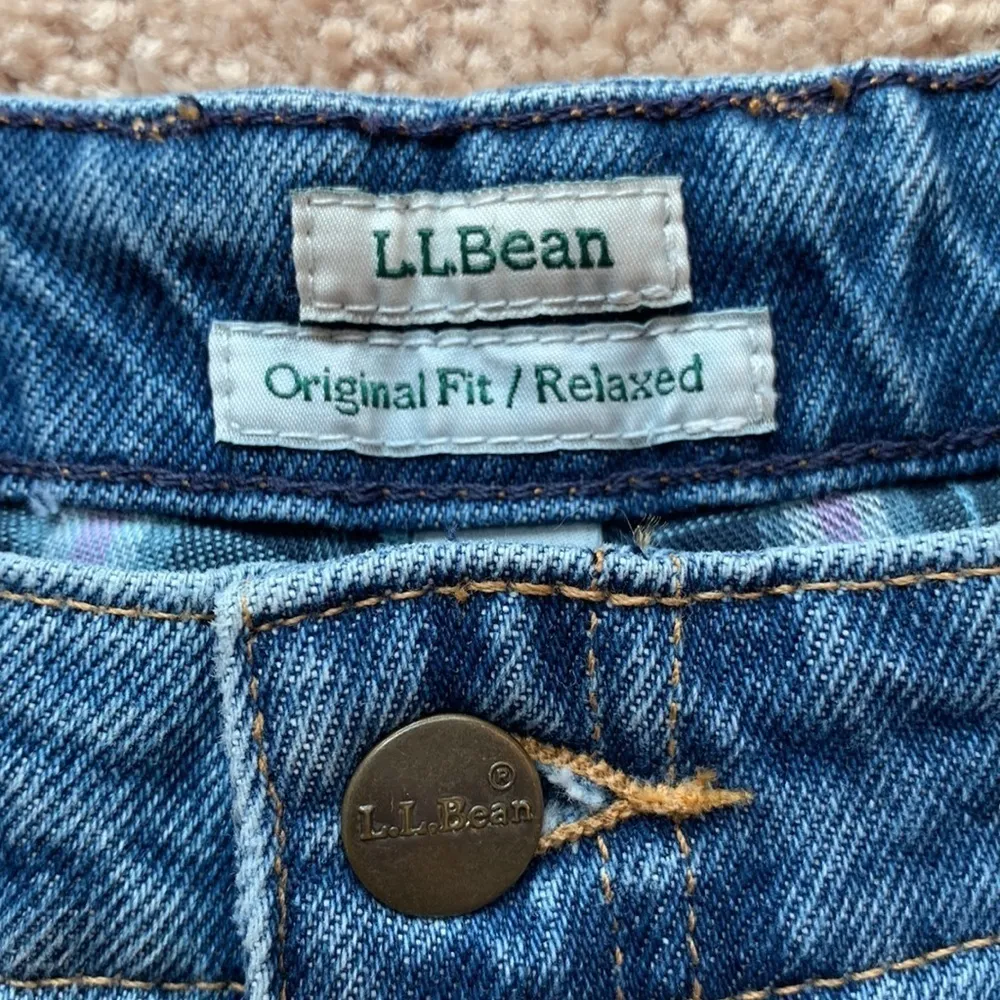 L.L.Bean
Original Fit / Relaxed
®
L.L.Bean